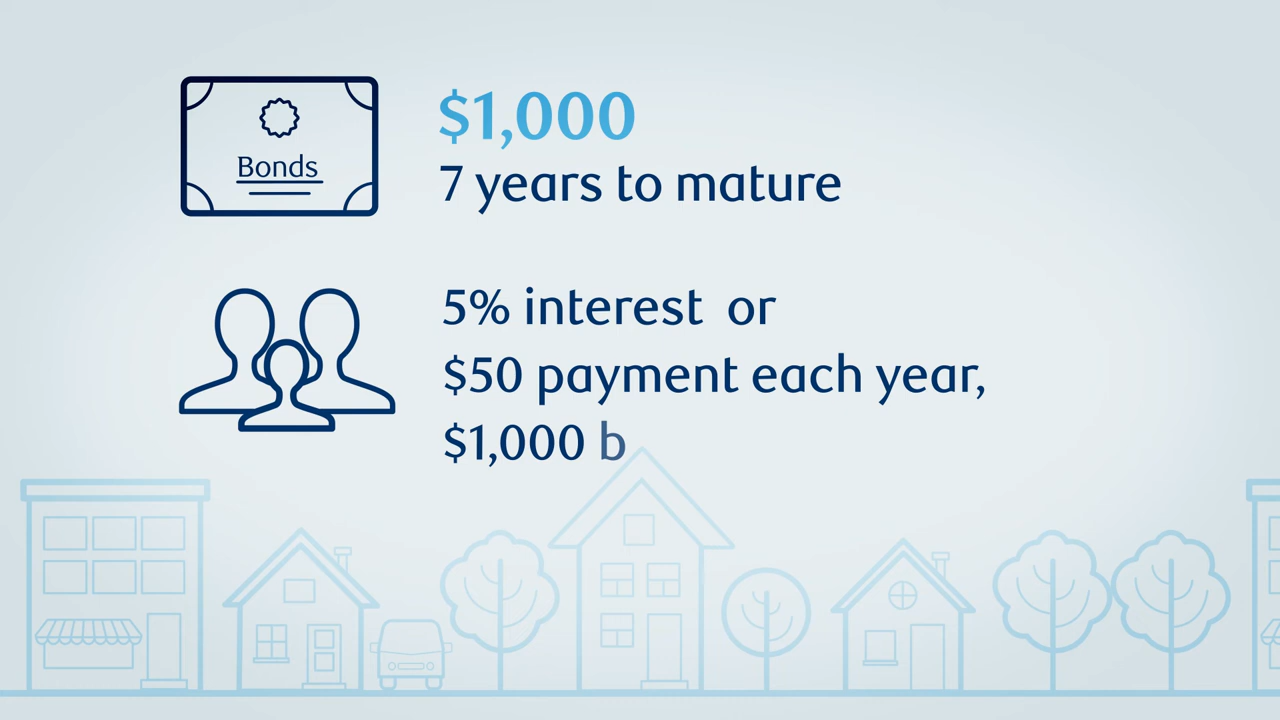 Bonds
$1,000
7 years to mature
5% interest or
$50 payment each year,
$1,000 b